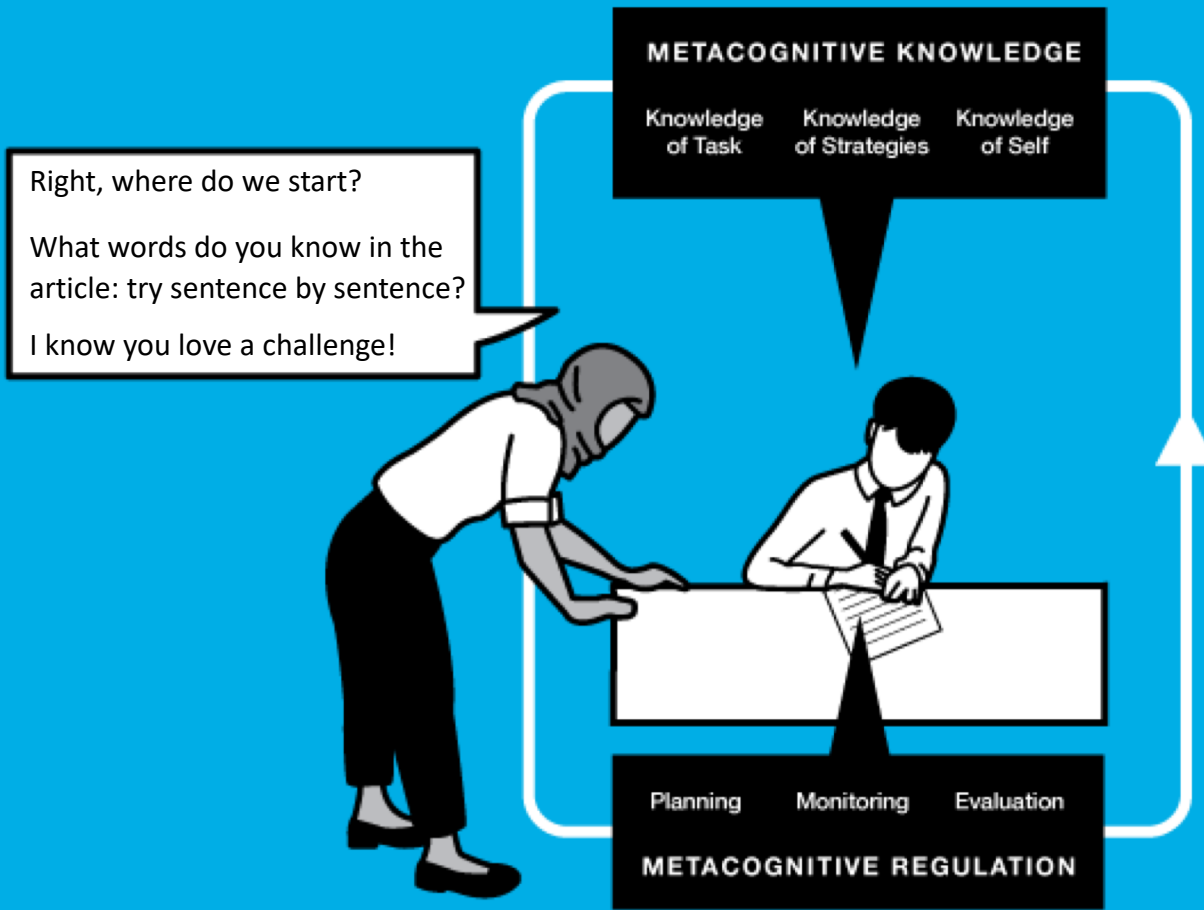 METACOGNITIVE KNOWLEDGE
Knowledge of Task
Knowledge of Strategies
Knowledge of Self
Right, where do we start?
What words do you know in the
article: try sentence by sentence?
I know you love a challenge!
Planning Monitoring Evaluation
METACOGNITIVE REGULATION